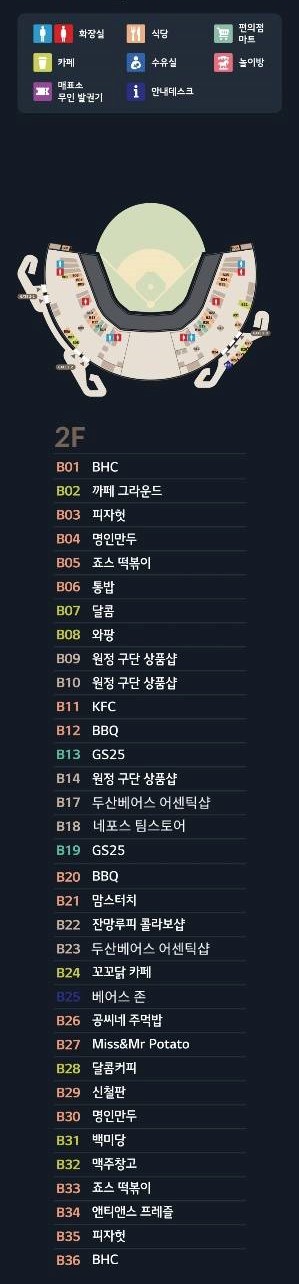 화장실
식당
편의점
마트
카페
수유실
놀이방
매표소
무인 발권기
안내데스크
2F
B01 BHC
B02 까페 그라운드
B03 피자헛
B04 명인만두
B05 죠스 떡볶이
B06 통밥
B07 달콤
B08 와팡
B09 원정 구단 상품샵
B10 원정 구단 상품샵
B11 KFC
B12 BBQ
B13 GS25
B14 원정 구단 상품샵
B17 두산베어스 어센틱샵
B18 네포스 팀스토어
B19 GS25
B20 BBQ
B21 맘스터치
B22 잔망루피 콜라보샵
B23 두산베어스 어센틱샵
B24 꼬꼬닭 카페
B25 베어스 존
B26 공씨네 주먹밥
B27 Miss&Mr Potato
B28 달콤커피
B29 신철판
B30 명인만두
B31 백미당
B32 맥주창고
B33 죠스 떡볶이
B34 앤티앤스 프레즐
B35 피자헛
B36 BHC